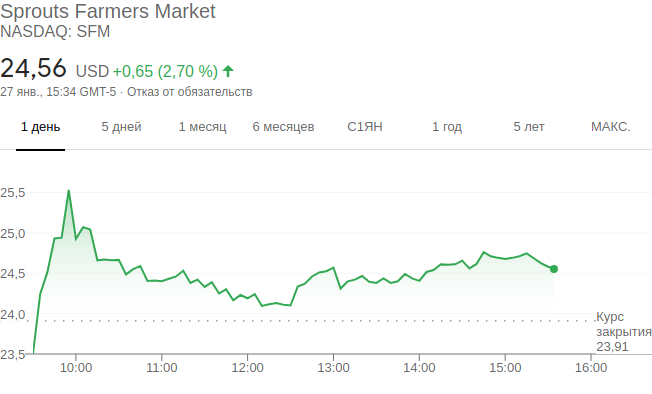 Sprouts Farmers Market
NASDAQ: SFM
24,56 USD +0,65 (2,70 %)
27 янв., 15:34 GMT-5 · Отказ от обязательств
1 день 5 дней 1 месяц 6 месяцев С1ЯН 1 год 5 лет МАКС.
25,5
25,0
24,5
24,0
23,5
Курс
закрытия
23,91
10:00 11:00 12:00 13:00 14:00 15:00 16:00